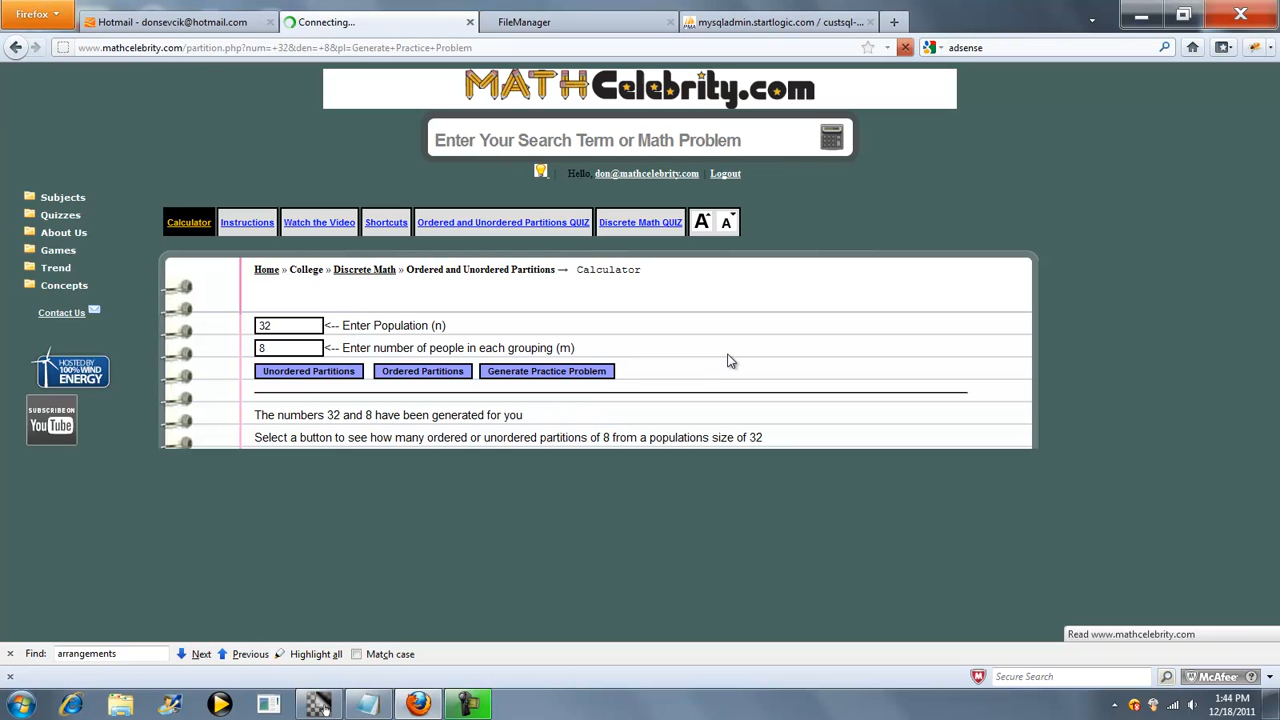 Firefox
Hotmail - donsevcik@hotmail.com
Connecting...
FileManager
mysqladmin.startlogic.com / custsql-...
www.mathcelebrity.com/partition.php?num=+32&den=+8&pl=Generate+Practice+Problem
adsense
MATHCelebrity.com
Enter Your Search Term or Math Problem
Hello, don@mathcelebrity.com | Logout
Subjects
Quizzes
About Us
Games
Trend
Concepts
Contact Us
HOSTED BY
100% WIND
ENERGY
SUBSCRIBE ON
YouTube
Calculator
Instructions
Watch the Video
Shortcuts
Ordered and Unordered Partitions QUIZ
Discrete Math QUIZ
A A
Home » College » Discrete Math » Ordered and Unordered Partitions → Calculator
32 <-- Enter Population (n)
8 <-- Enter number of people in each grouping (m)
Unordered Partitions Ordered Partitions Generate Practice Problem
The numbers 32 and 8 have been generated for you
Select a button to see how many ordered or unordered partitions of 8 from a populations size of 32
Read www.mathcelebrity.com
× Find: arrangements Next Previous Highlight all Match case
× Secure Search McAfee
1:44 PM
12/18/2011